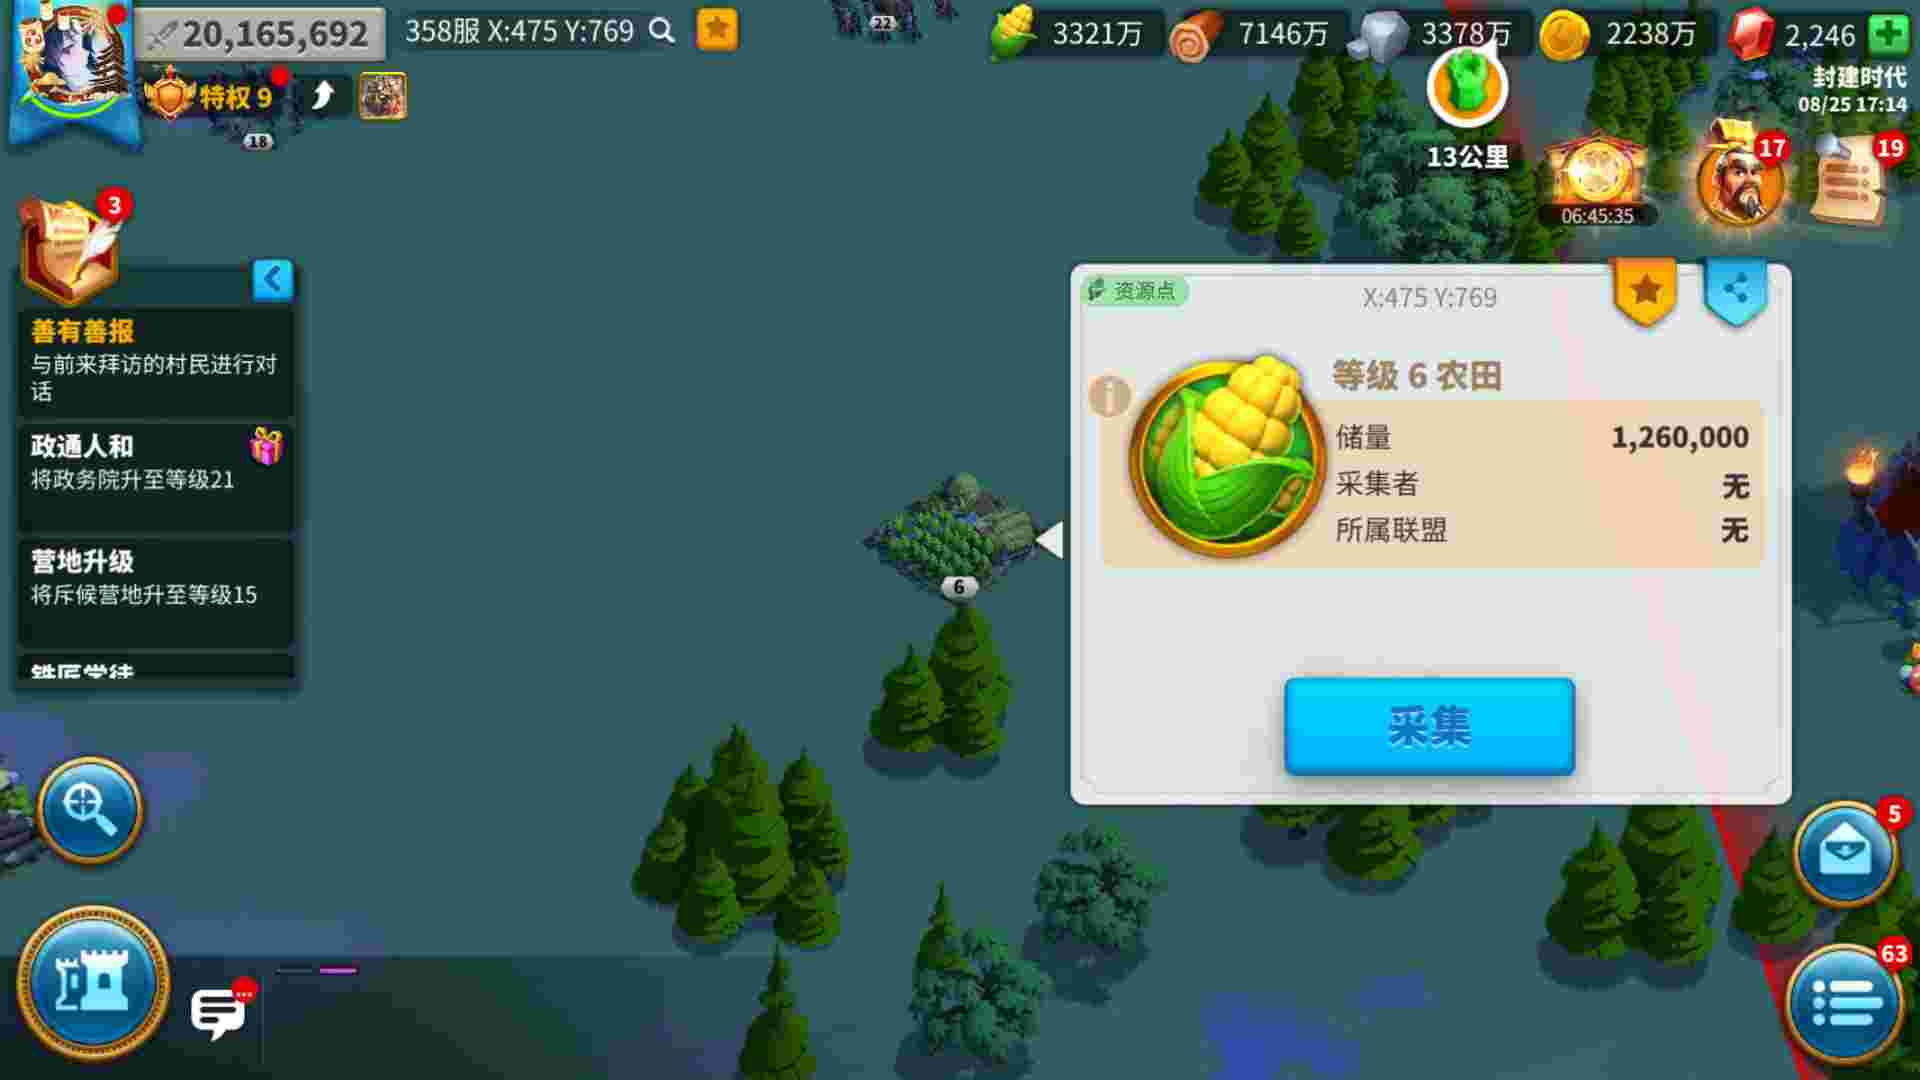 20,165,692
358服 X:475 Y:769
22
3321万
7146万
3378万
2238万
2,246
特权 9
18
封建时代
08/25 17:14
13公里
06:45:35
17
19
3
善有善报
与前来拜访的村民进行对
话
政通人和
将政务院升至等级21
营地升级
将斥候营地升至等级15
铁匠学徒
资源点
X:475 Y:769
等级 6 农田
储量
1,260,000
采集者
无
所属联盟
无
采集
6
5
63